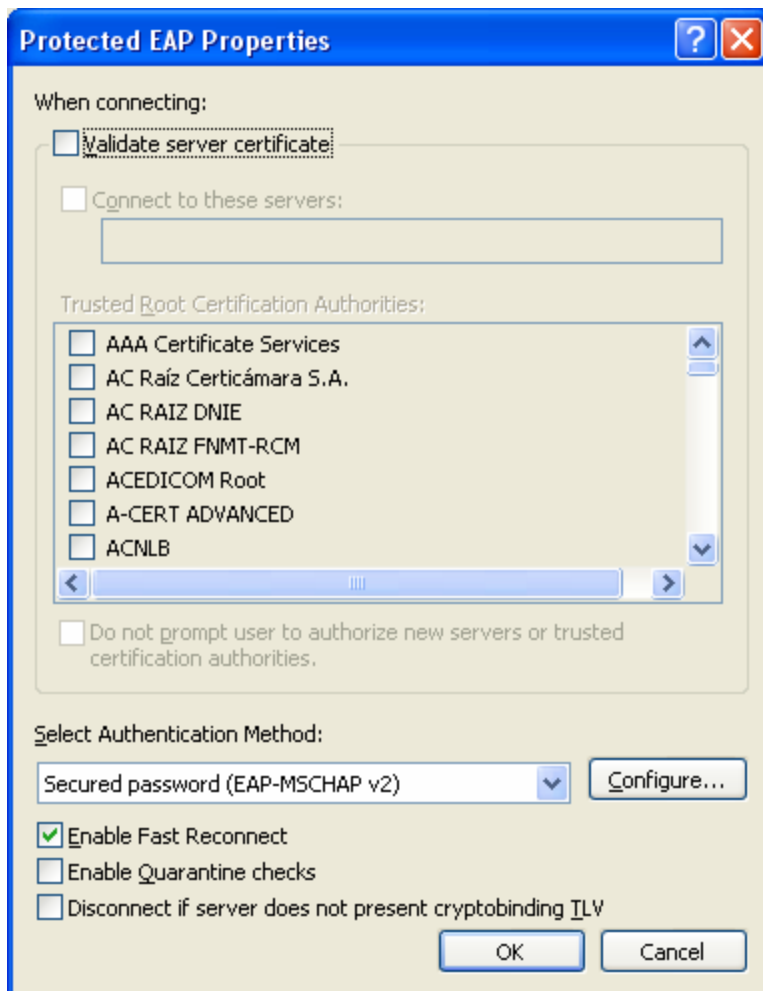 Protected EAP Properties
When connecting:
Validate server certificate
Connect to these servers:
Trusted Root Certification Authorities:
AAA Certificate Services
AC Raíz Certicámara S.A.
AC RAIZ DNIE
AC RAIZ FNMT-RCM
ACEDICOM Root
A-CERT ADVANCED
ACNLB
Do not prompt user to authorize new servers or trusted
certification authorities.
Select Authentication Method:
Secured password (EAP-MSCHAP v2)
Configure...
Enable Fast Reconnect
Enable Quarantine checks
Disconnect if server does not present cryptobinding TLV
OK
Cancel